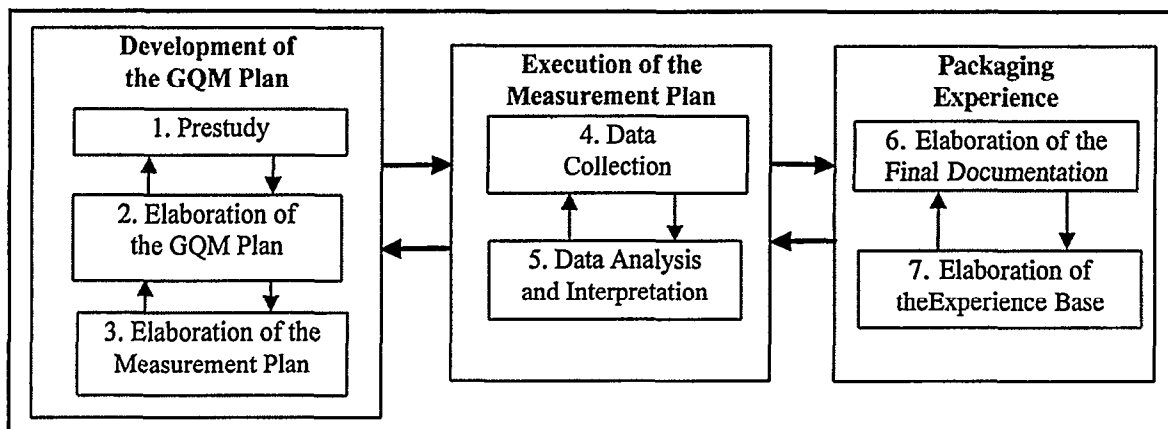 Development of
the GQM Plan
1. Prestudy
2. Elaboration of
the GQM Plan
3. Elaboration of the
Measurement Plan
Execution of the
Measurement Plan
4. Data
Collection
5. Data Analysis
and Interpretation
Packaging
Experience
6. Elaboration of the
Final Documentation
7. Elaboration of
theExperience Base